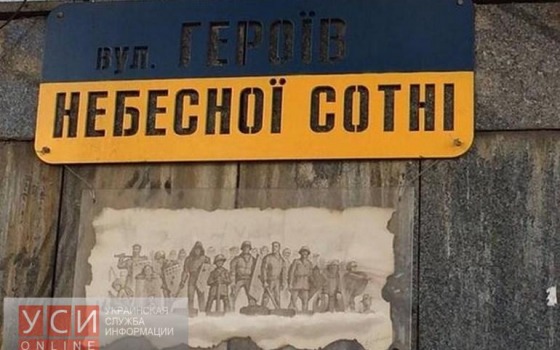 вул. ГЕРОЇВ
НЕБЕСНОЇ СОТНІ
УСИ
ONLINE
УКРАИНСКАЯ
СЛУЖБА
ИНФОРМАЦИИ